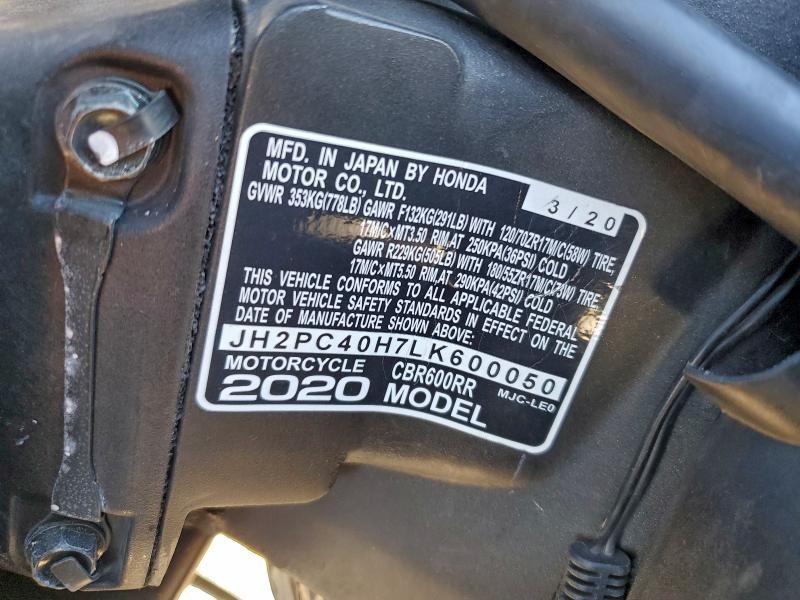 MFD. IN JAPAN BY HONDA
MOTOR CO., LTD.
3/20
GVWR 353KG(778LB) GAWR F132KG(291LB) WITH 120/70ZR17M/C(58W) TIRE,
17M/C×MT3.50 RIM,AT 250KPA(36PSI) COLD
GAWR R229KG(505LB) WITH 180/55ZR17M/C(73W) TIRE,
17M/C×MT5.50 RIM,AT 290KPA(42PSI) COLD
THIS VEHICLE CONFORMS TO ALL APPLICABLE FEDERAL
MOTOR VEHICLE SAFETY STANDARDS IN EFFECT ON THE
DATE OF MANUFACTURE SHOWN ABOVE:
JH2PC40H7LK600050
MOTORCYCLE CBR600RR MJC-LE0
2020 MODEL